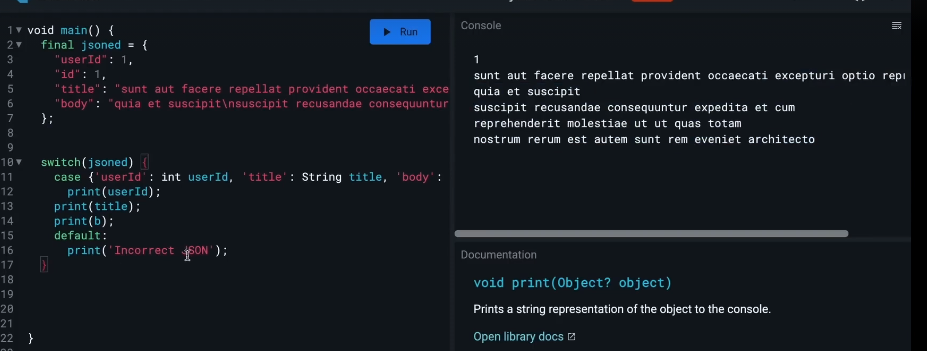 1 void main() {
2 final jsoned = {
3 "userId": 1,
4 "id": 1,
5 "title": "sunt aut facere repellat provident occaecati exce
6 "body": "quia et suscipit\nsuscipit recusandae consequuntur
7 };
8
9
10 switch(jsoned) {
11 case {'userId': int userId, 'title': String title, 'body':
12 print(userId);
13 print(title);
14 print(b);
15 default:
16 print('Incorrect JSON');
17 }
18
19
20
21
22 }
Run
Console
1
sunt aut facere repellat provident occaecati excepturi optio repr
quia et suscipit
suscipit recusandae consequuntur expedita et cum
reprehenderit molestiae ut ut quas totam
nostrum rerum est autem sunt rem eveniet architecto
Documentation
void print(Object? object)
Prints a string representation of the object to the console.
Open library docs